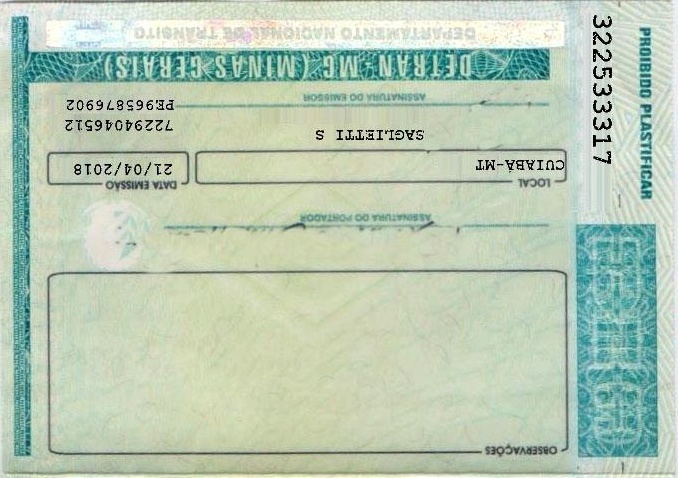 PROIBIDO PLASTIFICAR
322533317
OBSERVAÇÕES
ASSINATURA DO PORTADOR
LOCAL
DATA EMISSÃO
CUIABÁ-MT
21/04/2018
SAGLIETTI S
72294046512
PE965876902
ASSINATURA DO EMISSOR
DETRAN-MG (MINAS GERAIS)
DEPARTAMENTO NACIONAL DE TRÂNSITO